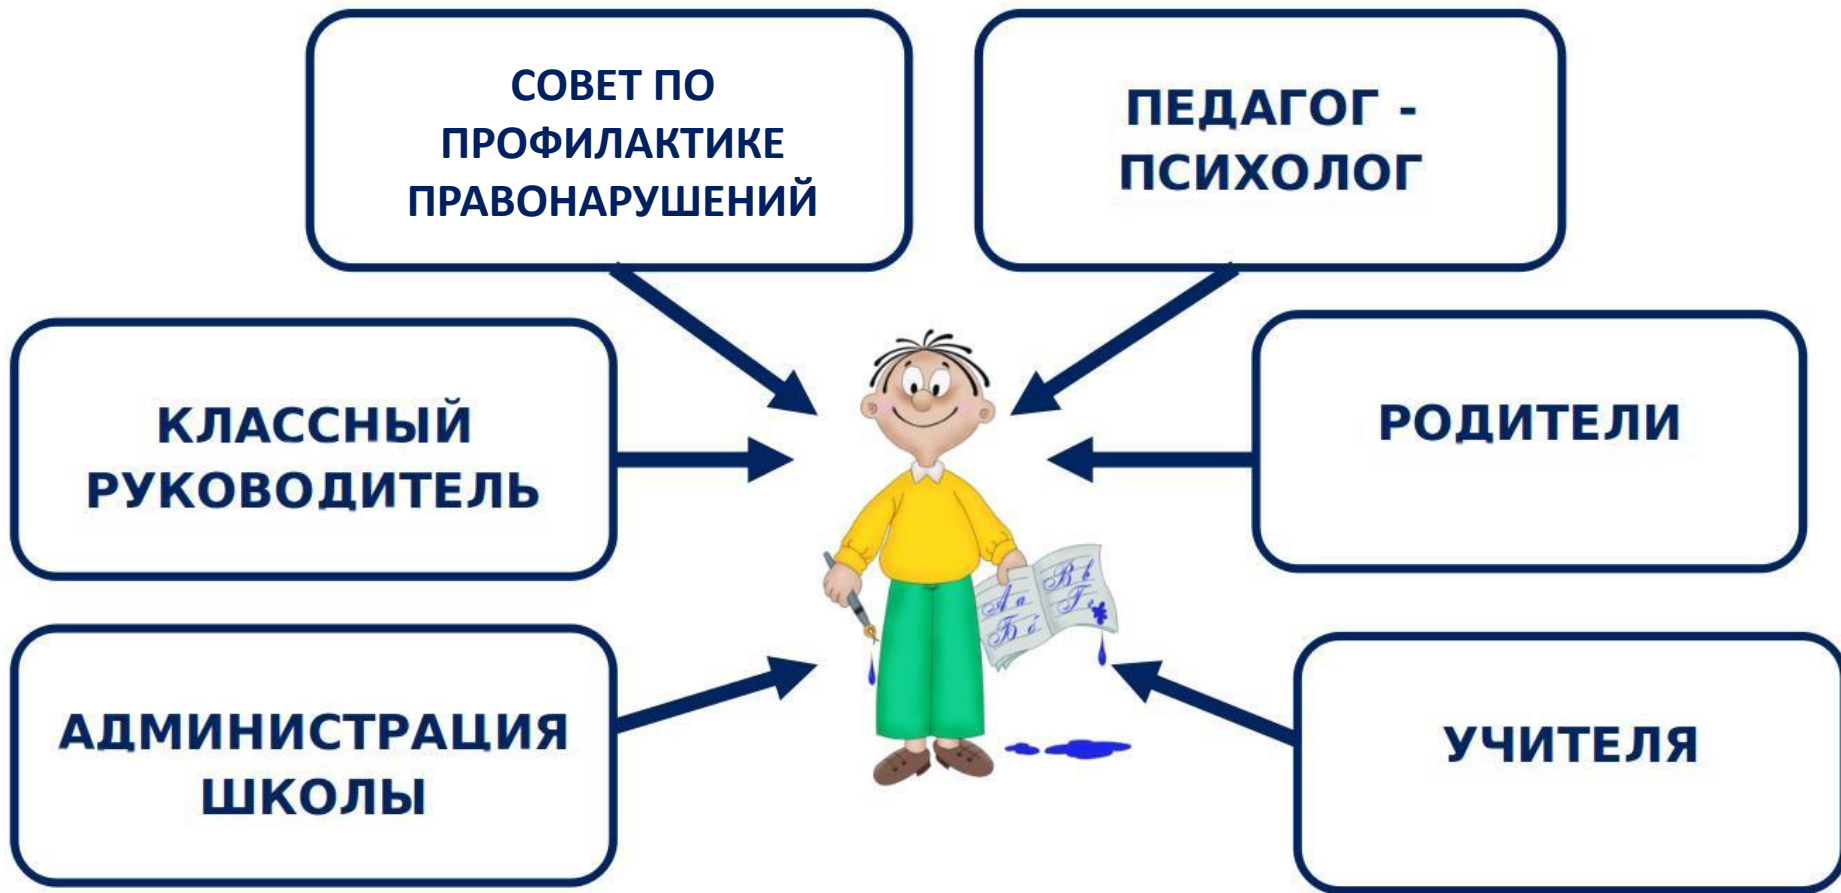 СОВЕТ ПО
ПРОФИЛАКТИКЕ
ПРАВОНАРУШЕНИЙ
ПЕДАГОГ -
ПСИХОЛОГ
КЛАССНЫЙ
РУКОВОДИТЕЛЬ
РОДИТЕЛИ
А а
Б б
В в
Г г
АДМИНИСТРАЦИЯ
ШКОЛЫ
УЧИТЕЛЯ